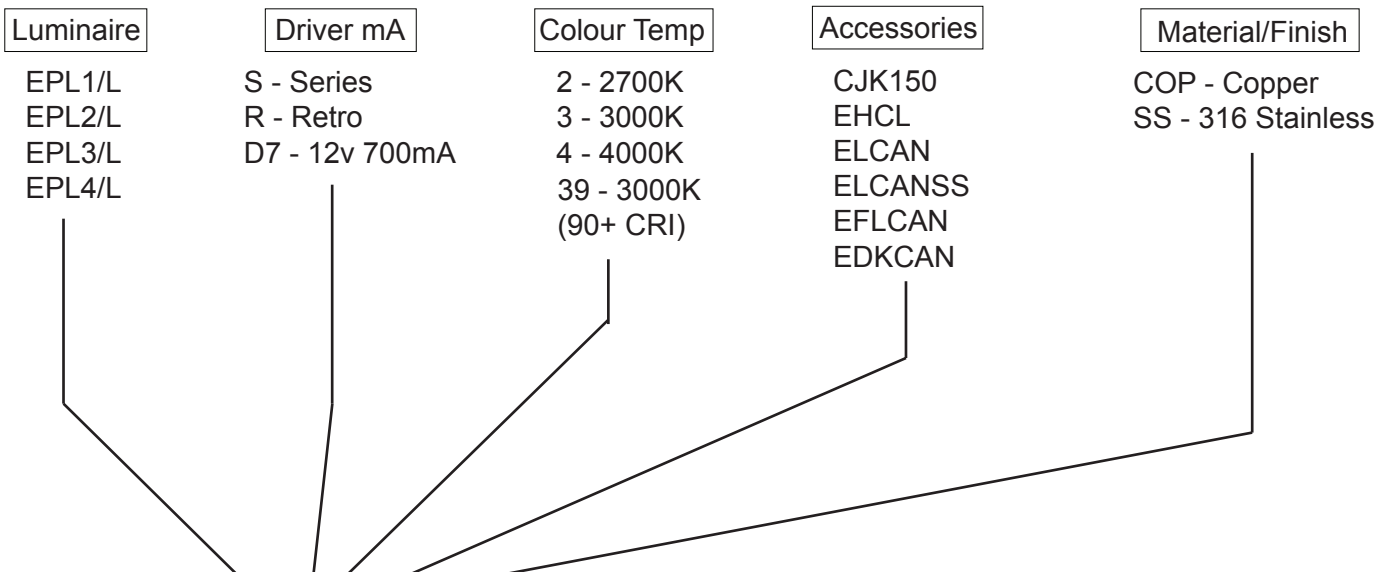 Luminaire
EPL1/L
EPL2/L
EPL3/L
EPL4/L
Driver mA
S - Series
R - Retro
D7 - 12v 700mA
Colour Temp
2 - 2700K
3 - 3000K
4 - 4000K
39 - 3000K
(90+ CRI)
Accessories
CJK150
EHCL
ELCAN
ELCANSS
EFLCAN
EDKCAN
Material/Finish
COP - Copper
SS - 316 Stainless